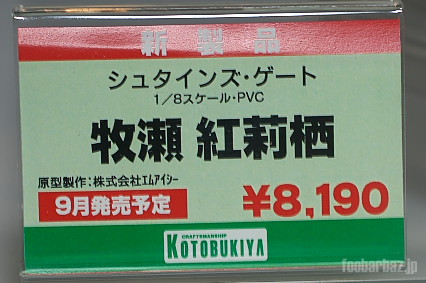 新製品
シュタインズ・ゲート
1/8スケール・PVC
牧瀬 紅莉栖
原型製作：株式会社エムアイシー
9月発売予定
¥8,190
CRAFTSMANSHIP
KOTOBUKIYA
foobarbaz.jp